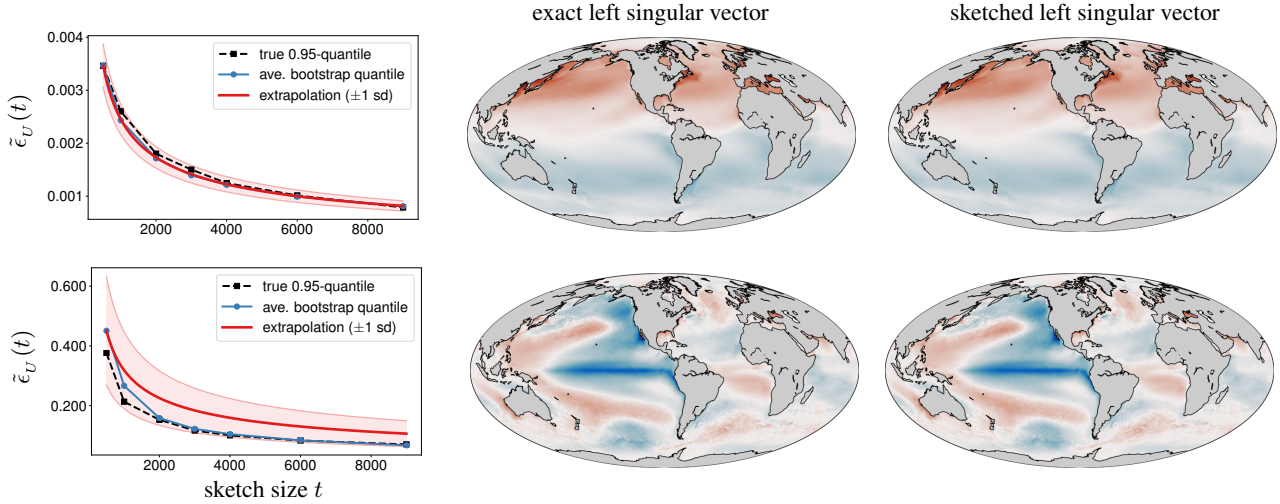 exact left singular vector
sketched left singular vector
0.004
0.003
0.002
0.001
ϵ̃_U(t)
true 0.95-quantile
ave. bootstrap quantile
extrapolation (±1 sd)
2000 4000 6000 8000
0.600
0.400
0.200
ϵ̃_U(t)
true 0.95-quantile
ave. bootstrap quantile
extrapolation (±1 sd)
2000 4000 6000 8000
sketch size t